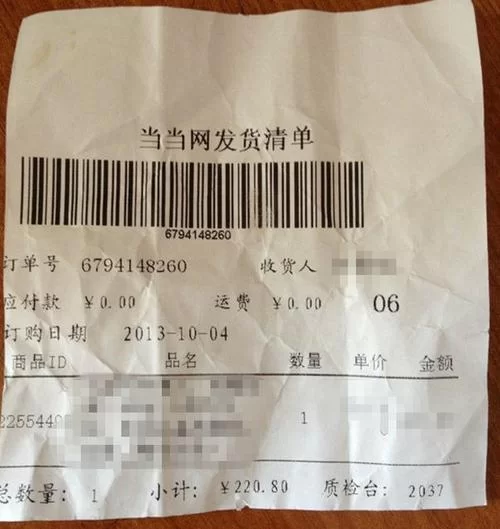 当当网发货清单
6794148260
订单号 6794148260 收货人
应付款 ￥0.00 运费 ￥0.00 06
订购日期 2013-10-04
商品ID 品名 数量 单价 金额
1
总数量: 1 小计: ￥220.80 质检台: 2037